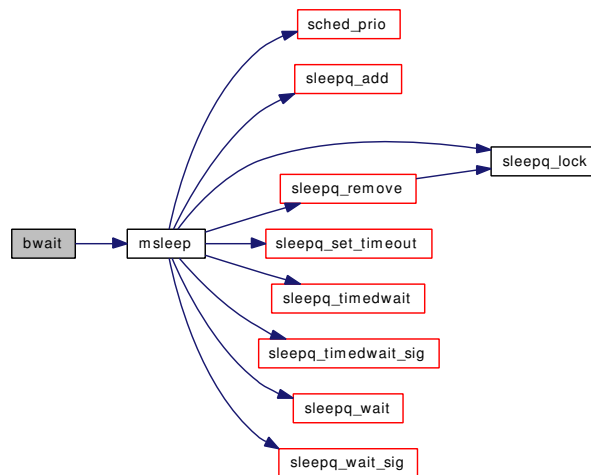 sched_prio
sleepq_add
sleepq_lock
sleepq_remove
bwait
msleep
sleepq_set_timeout
sleepq_timedwait
sleepq_timedwait_sig
sleepq_wait
sleepq_wait_sig